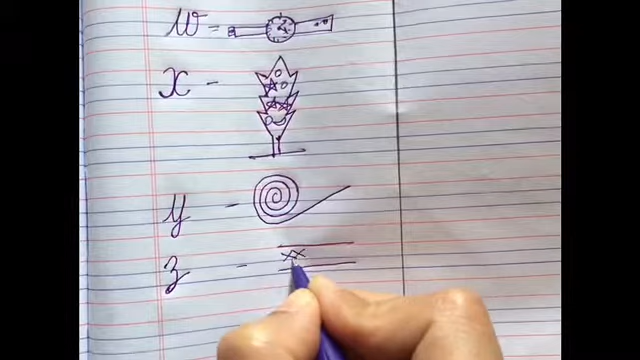 w =
x -
y -
z -